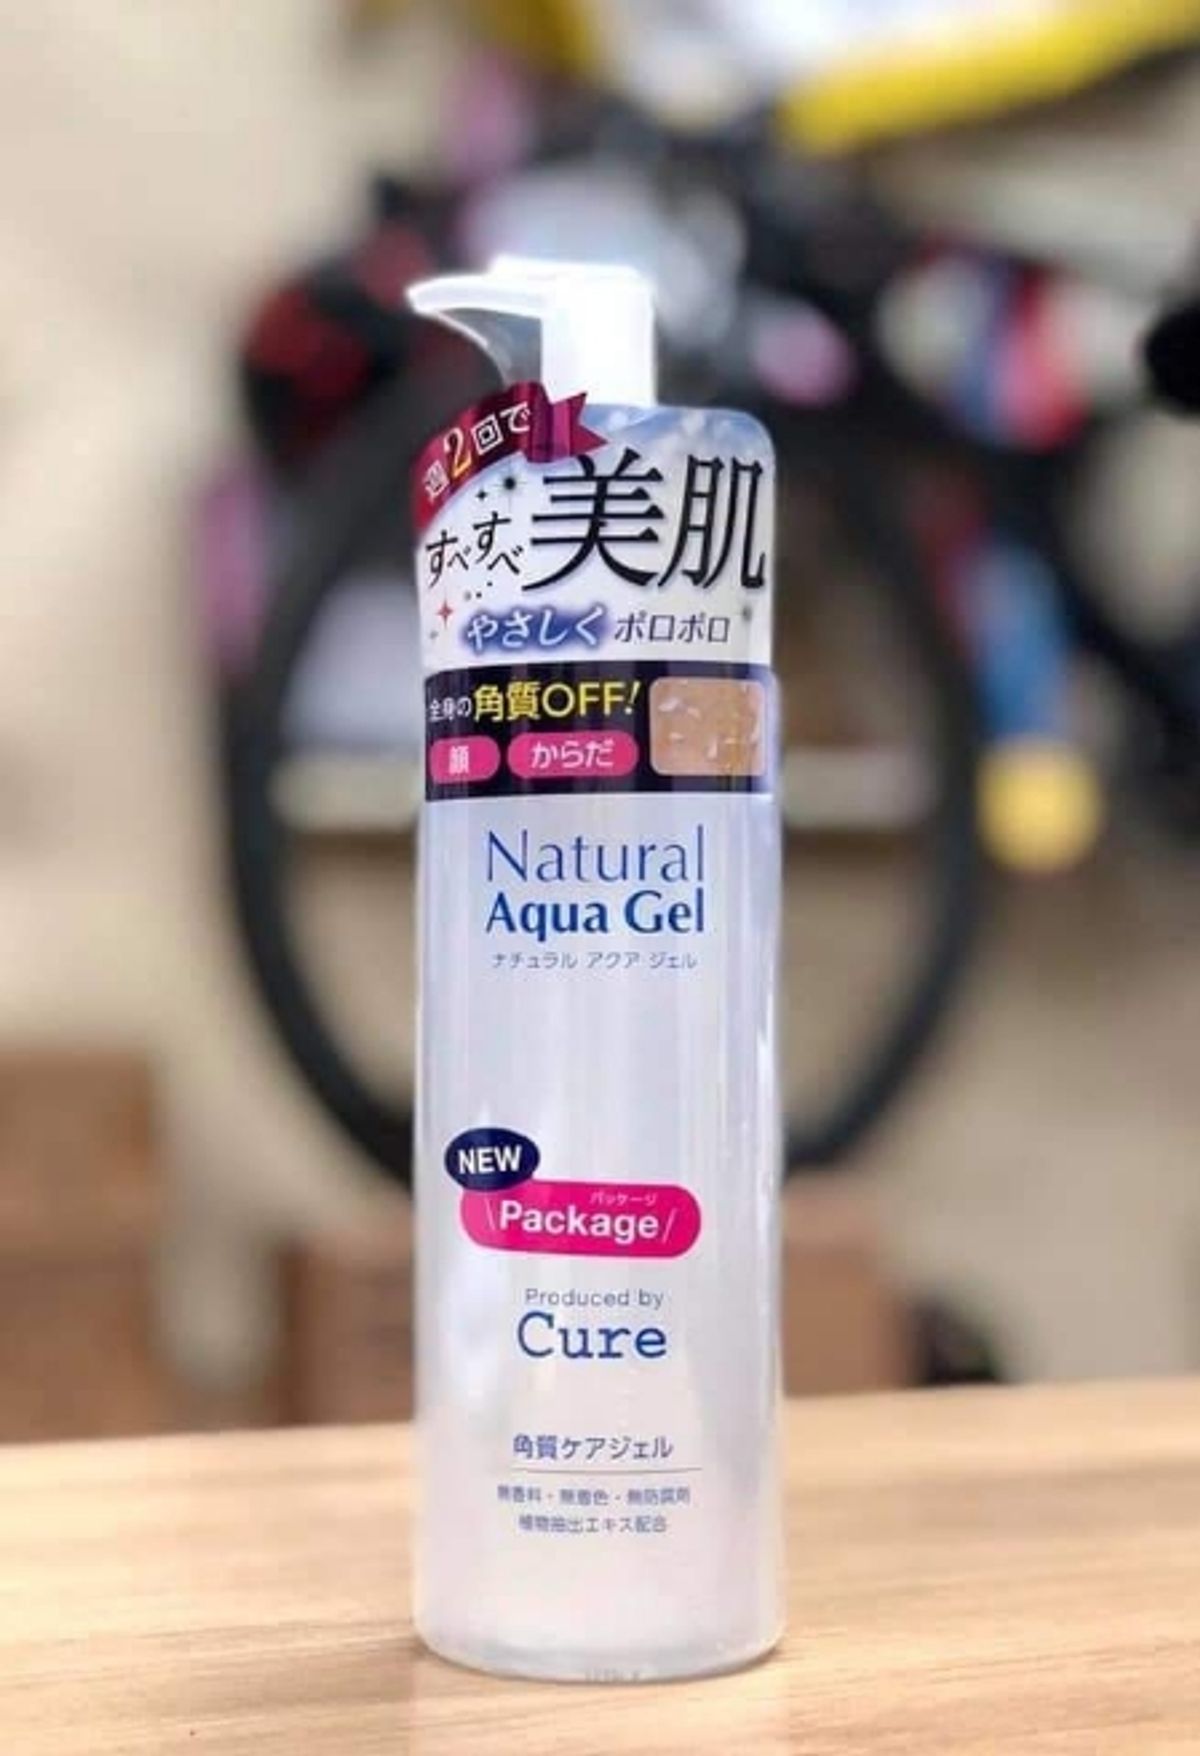 週2回で
すべすべ美肌
やさしくポロポロ
全身の角質OFF!
顔 からだ
Natural
Aqua Gel
ナチュラル アクア ジェル
NEW
パッケージ
\Package/
Produced by
Cure
角質ケアジェル
無香料・無着色・無防腐剤
植物抽出エキス配合